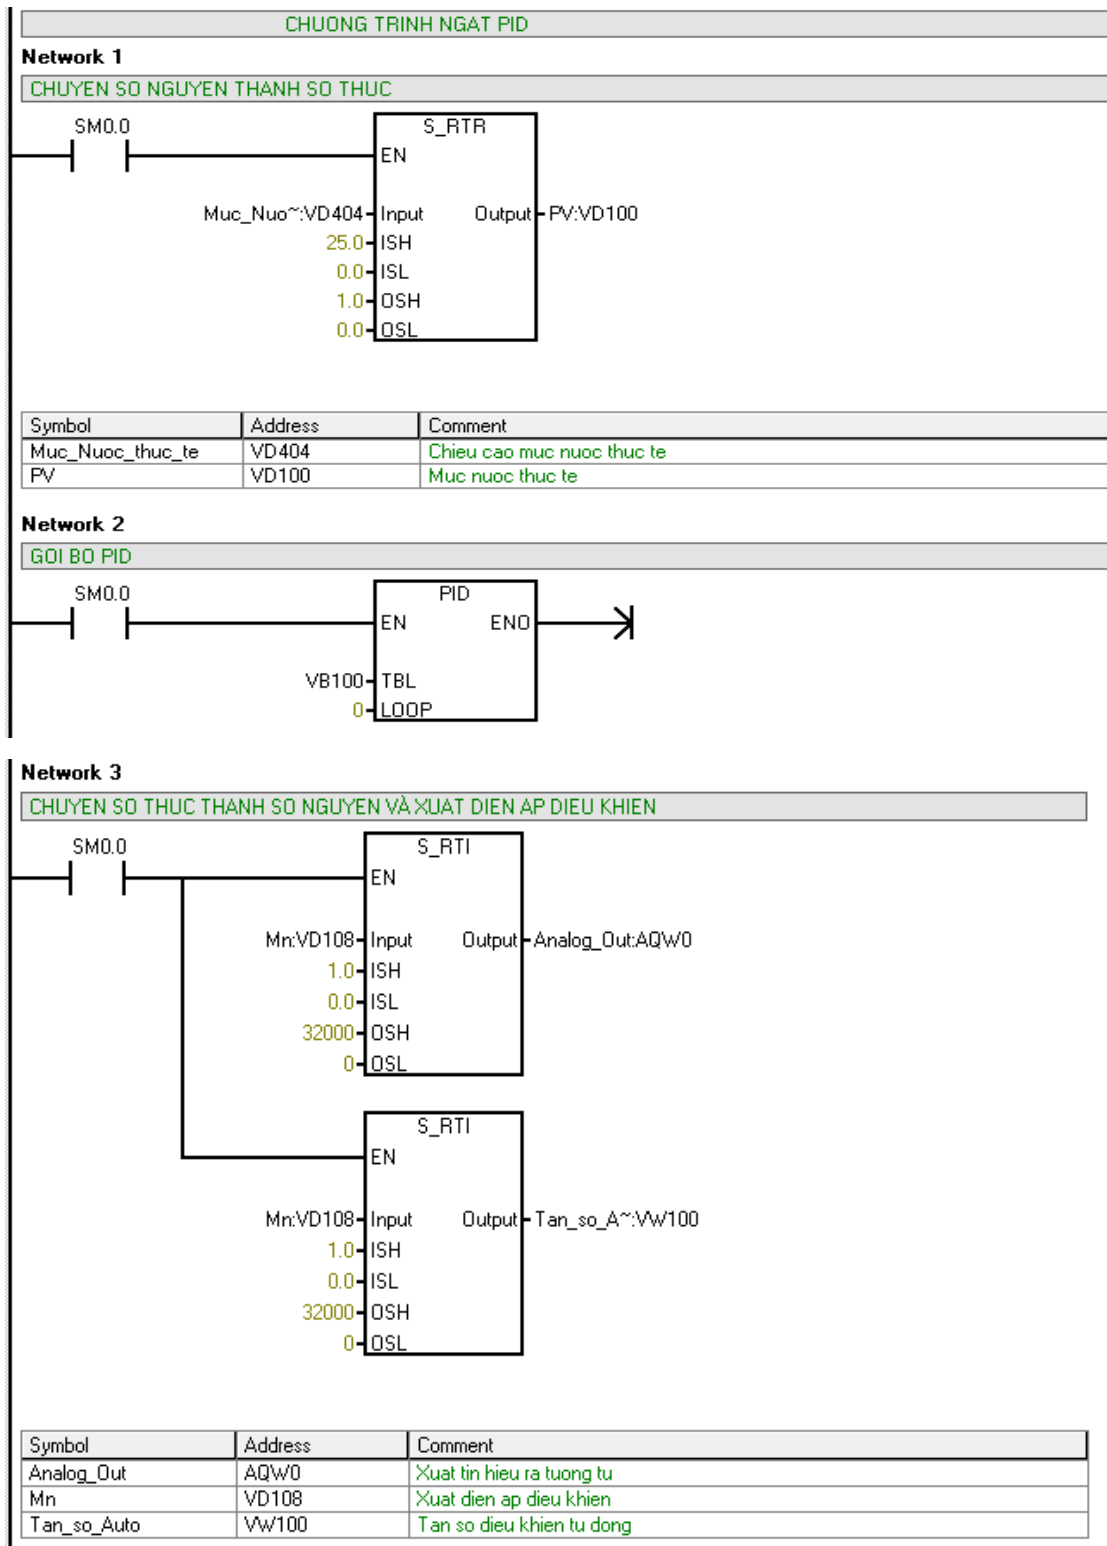 CHUONG TRINH NGAT PID
Network 1
CHUYEN SO NGUYEN THANH SO THUC
SM0.0
S_RTR
EN
Muc_Nuo~:VD404 Input Output PV:VD100
25.0 ISH
0.0 ISL
1.0 OSH
0.0 OSL
Symbol Address Comment
Muc_Nuoc_thuc_te VD404 Chieu cao muc nuoc thuc te
PV VD100 Muc nuoc thuc te
Network 2
GOI BO PID
SM0.0
PID
EN ENO
VB100 TBL
0 LOOP
Network 3
CHUYEN SO THUC THANH SO NGUYEN VÀ XUAT DIEN AP DIEU KHIEN
SM0.0
S_RTI
EN
Mn:VD108 Input Output Analog_Out:AQW0
1.0 ISH
0.0 ISL
32000 OSH
0 OSL
S_RTI
EN
Mn:VD108 Input Output Tan_so_A~:VW100
1.0 ISH
0.0 ISL
32000 OSH
0 OSL
Symbol Address Comment
Analog_Out AQW0 Xuat tin hieu ra tuong tu
Mn VD108 Xuat dien ap dieu khien
Tan_so_Auto VW100 Tan so dieu khien tu dong